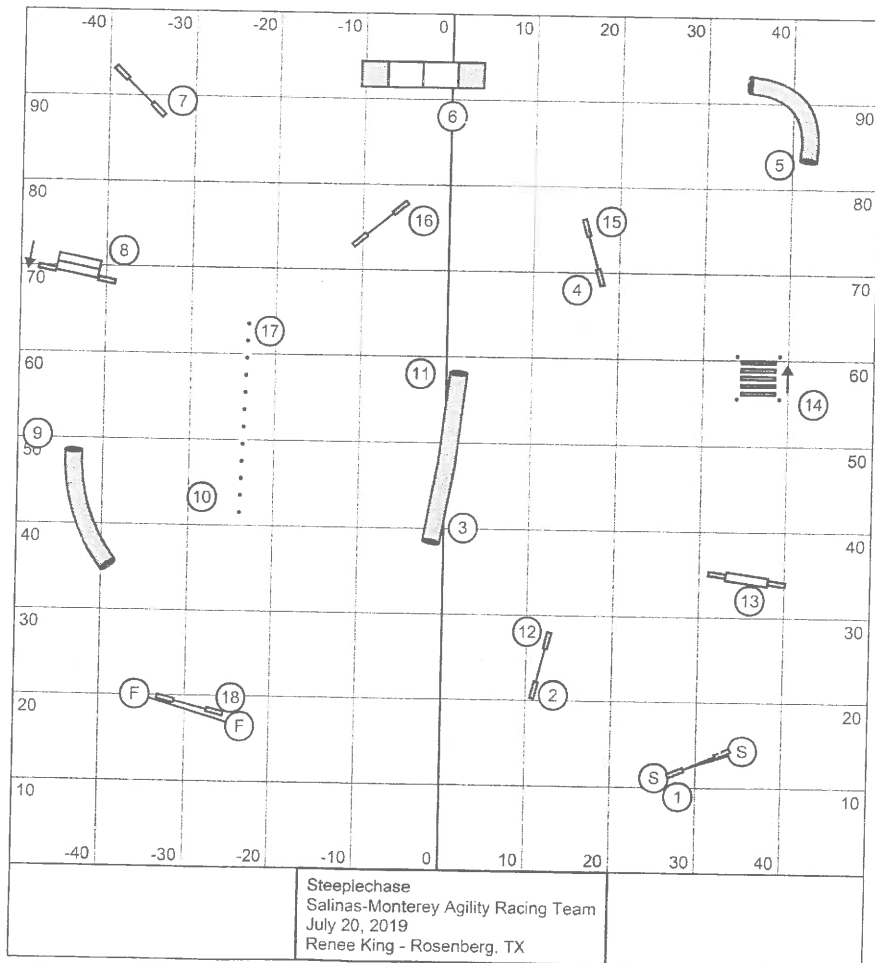 -40 -30 -20 -10 0 10 20 30 40
7
90 90
6
5
80 80
16 15
8
70 70
4
17
60 60
11
14
9
50 50
10
3
40 40
13
30 30
12
18
F
20 2 20
F
S
S
1
10 10
-40 -30 -20 -10 0 10 20 30 40
Steeplechase
Salinas-Monterey Agility Racing Team
July 20, 2019
Renee King - Rosenberg, TX